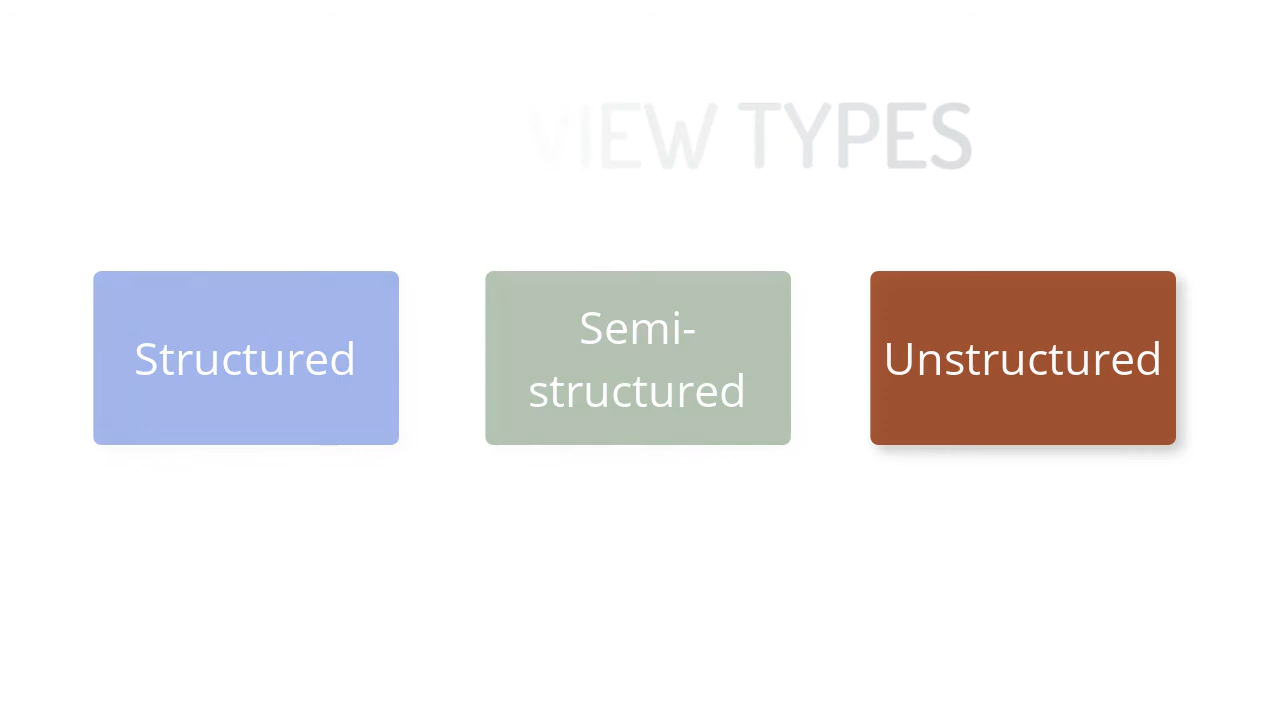 VIEW TYPES
Structured
Semi-
structured
Unstructured